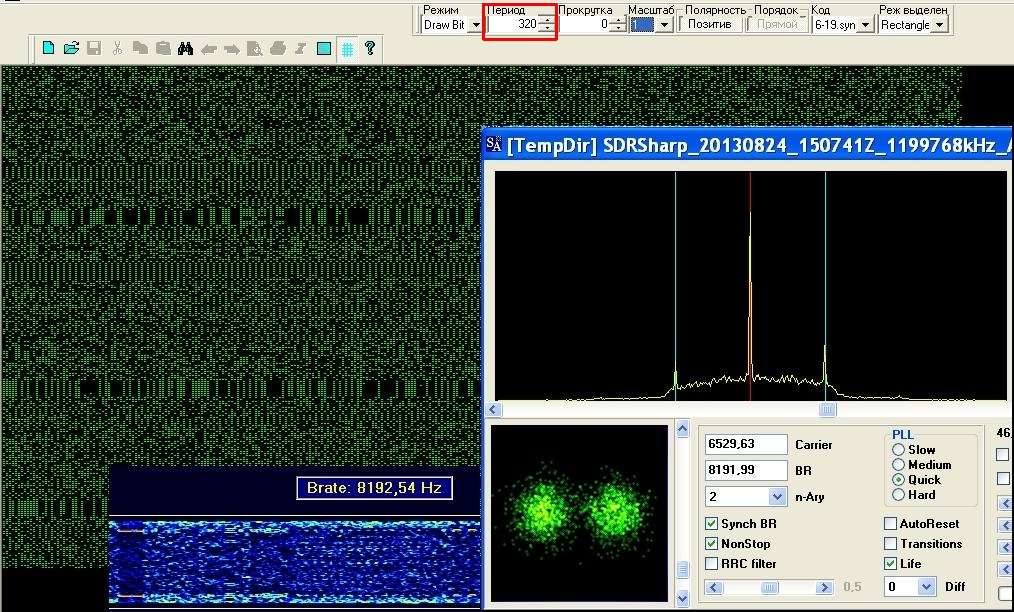 Режим Период Прокрутка Масштаб Полярность Порядок Код Реж выделен
Draw Bit 320 0 1 Позитив Прямой 6-19.syn Rectangle
[TempDir] SDRSharp_20130824_150741Z_1199768kHz_
6529,63 Carrier
8191,99 BR
2 n-Ary
PLL
Slow
Medium
Quick
Hard
46,
Brate: 8192,54 Hz
Synch BR AutoReset
NonStop Transitions
RRC filter Life
0,5 0 Diff